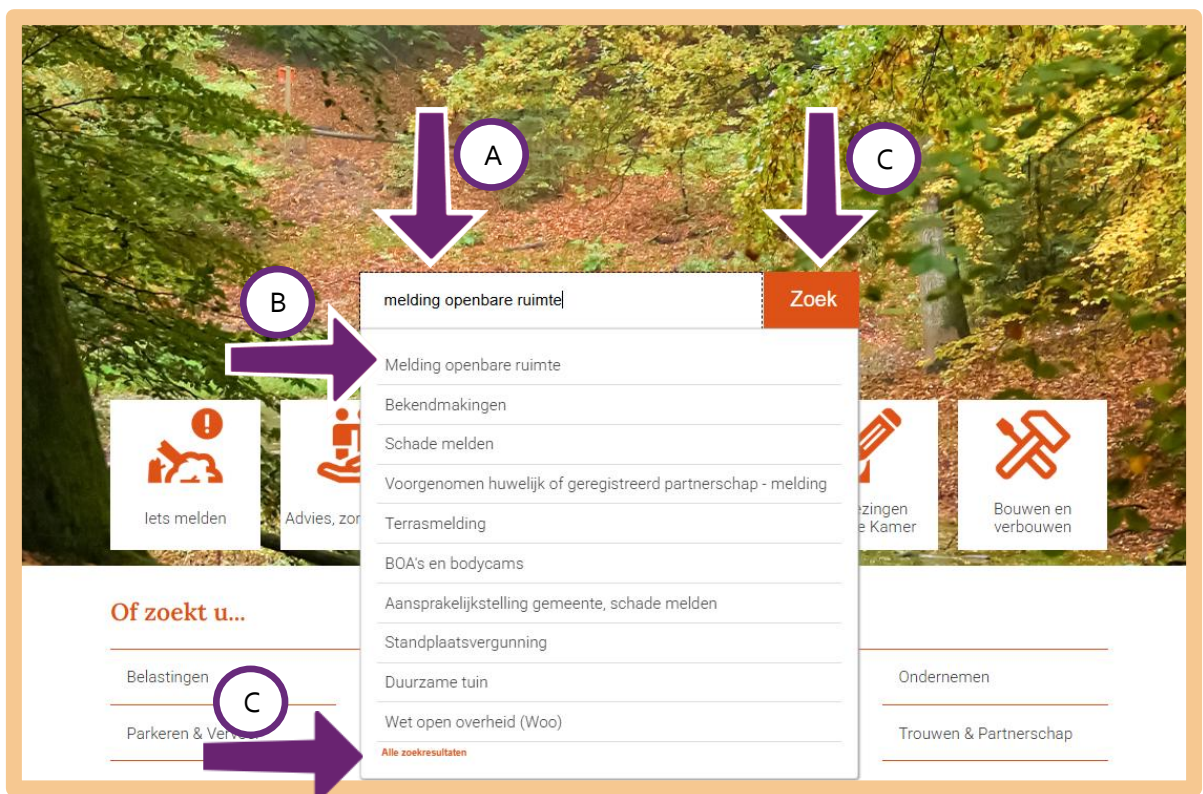 A
C
B
melding openbare ruimte
Zoek
Melding openbare ruimte
Bekendmakingen
Schade melden
Voorgenomen huwelijk of geregistreerd partnerschap - melding
Terrasmelding
BOA's en bodycams
Aansprakelijkstelling gemeente, schade melden
Standplaatsvergunning
Duurzame tuin
Wet open overheid (Woo)
Alle zoekresultaten
Iets melden
Advies, zor
ezingen
e Kamer
Bouwen en
verbouwen
Of zoekt u...
Belastingen
Ondernemen
C
Parkeren &
Trouwen & Partnerschap